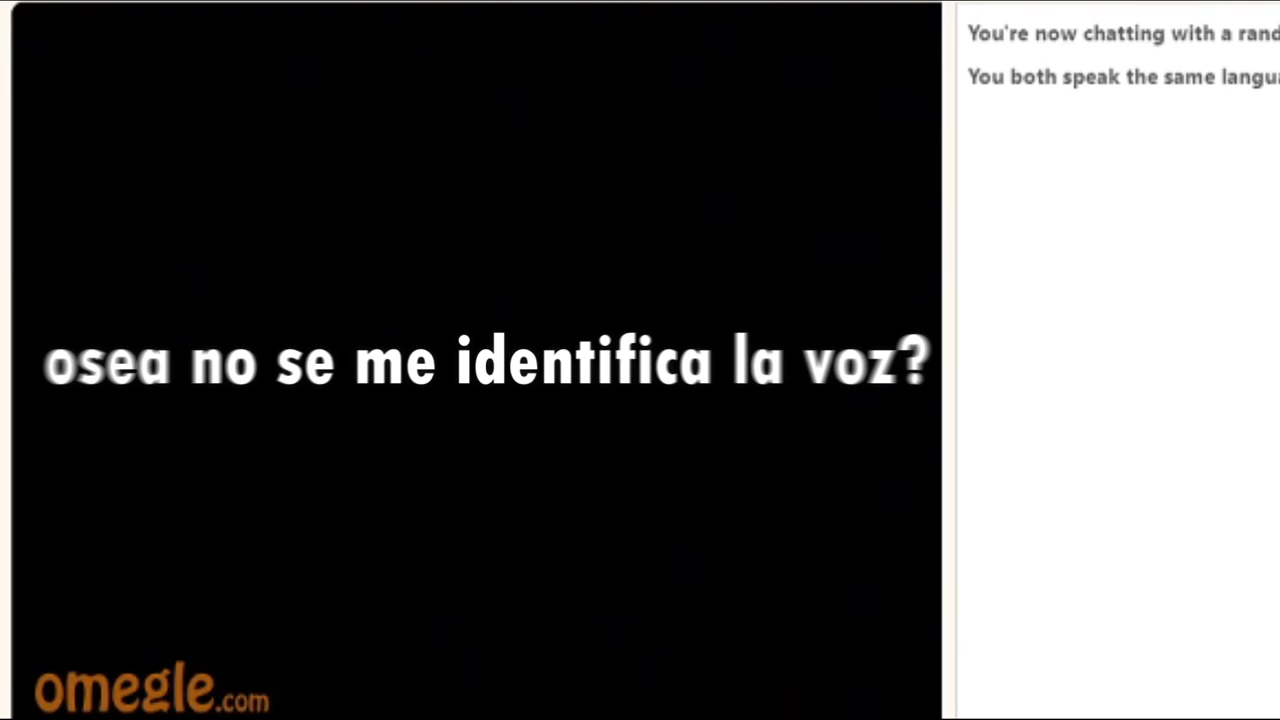 You're now chatting with a rand
You both speak the same langua
osea no se me identifica la voz?
omegle.com